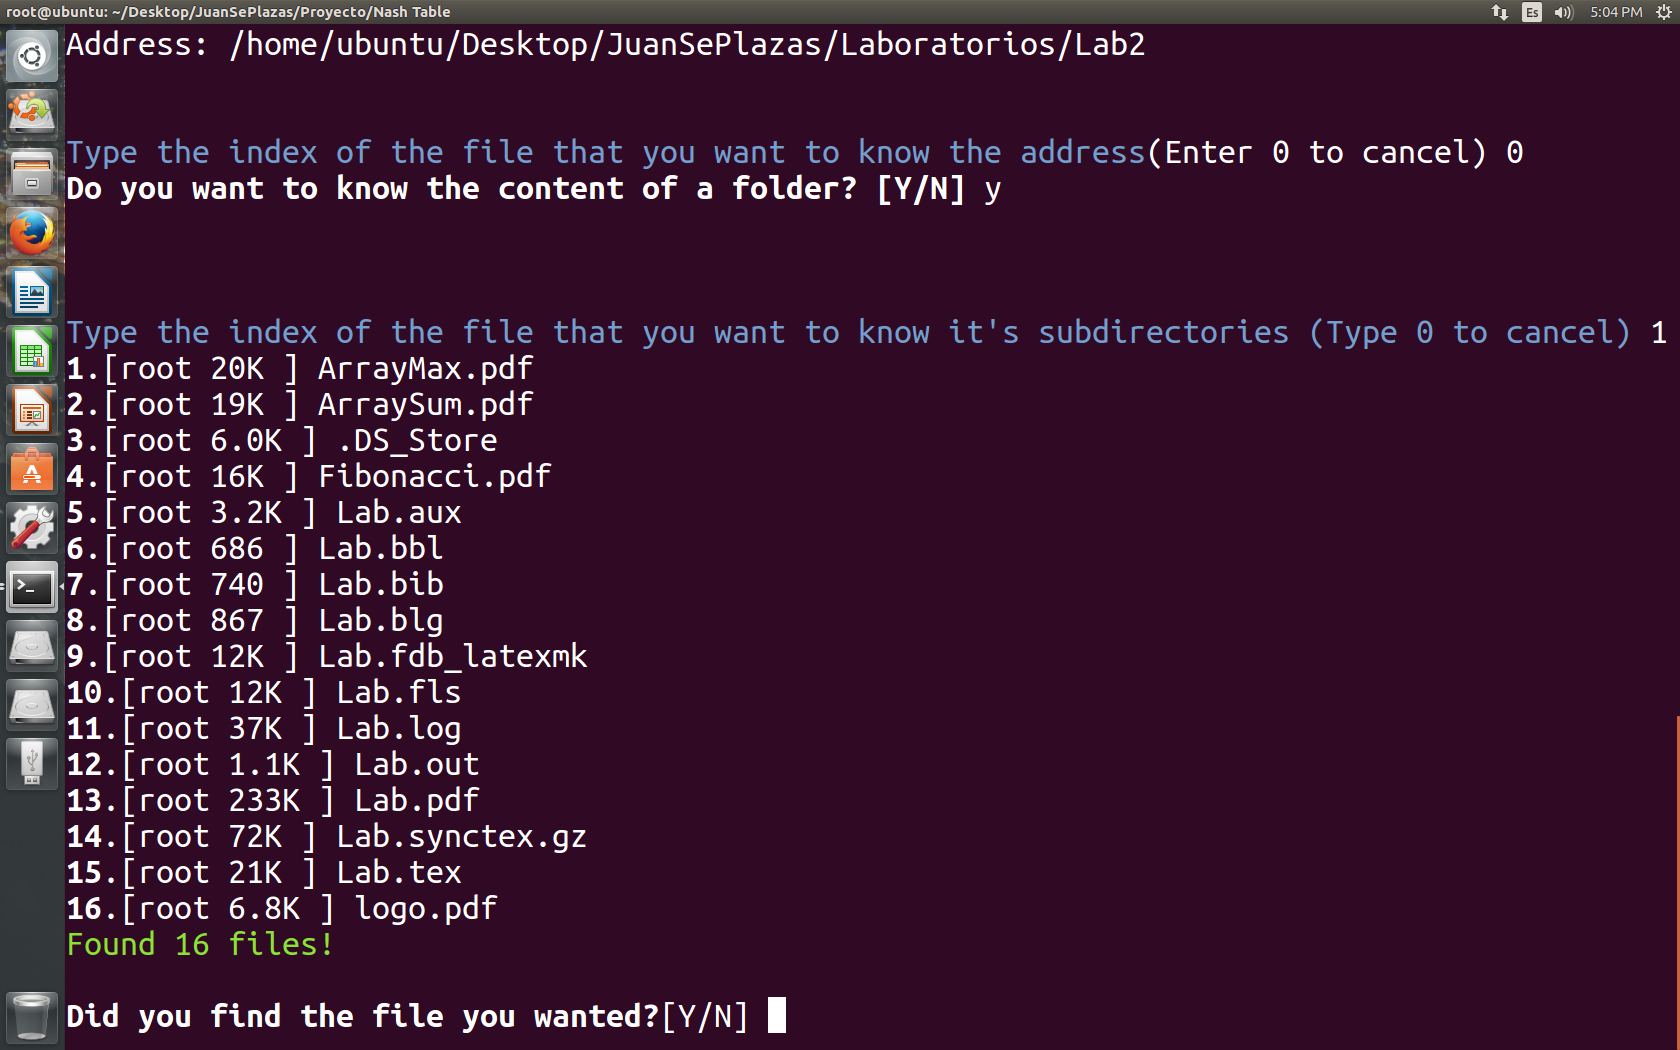 root@ubuntu: ~/Desktop/JuanSePlazas/Proyecto/Nash Table
Es
5:04 PM
Address: /home/ubuntu/Desktop/JuanSePlazas/Laboratorios/Lab2
Type the index of the file that you want to know the address(Enter 0 to cancel) 0
Do you want to know the content of a folder? [Y/N] y
Type the index of the file that you want to know it's subdirectories (Type 0 to cancel) 1
1.[root 20K ] ArrayMax.pdf
2.[root 19K ] ArraySum.pdf
3.[root 6.0K ] .DS_Store
4.[root 16K ] Fibonacci.pdf
5.[root 3.2K ] Lab.aux
6.[root 686 ] Lab.bbl
7.[root 740 ] Lab.bib
8.[root 867 ] Lab.blg
9.[root 12K ] Lab.fdb_latexmk
10.[root 12K ] Lab.fls
11.[root 37K ] Lab.log
12.[root 1.1K ] Lab.out
13.[root 233K ] Lab.pdf
14.[root 72K ] Lab.synctex.gz
15.[root 21K ] Lab.tex
16.[root 6.8K ] logo.pdf
Found 16 files!
Did you find the file you wanted?[Y/N]